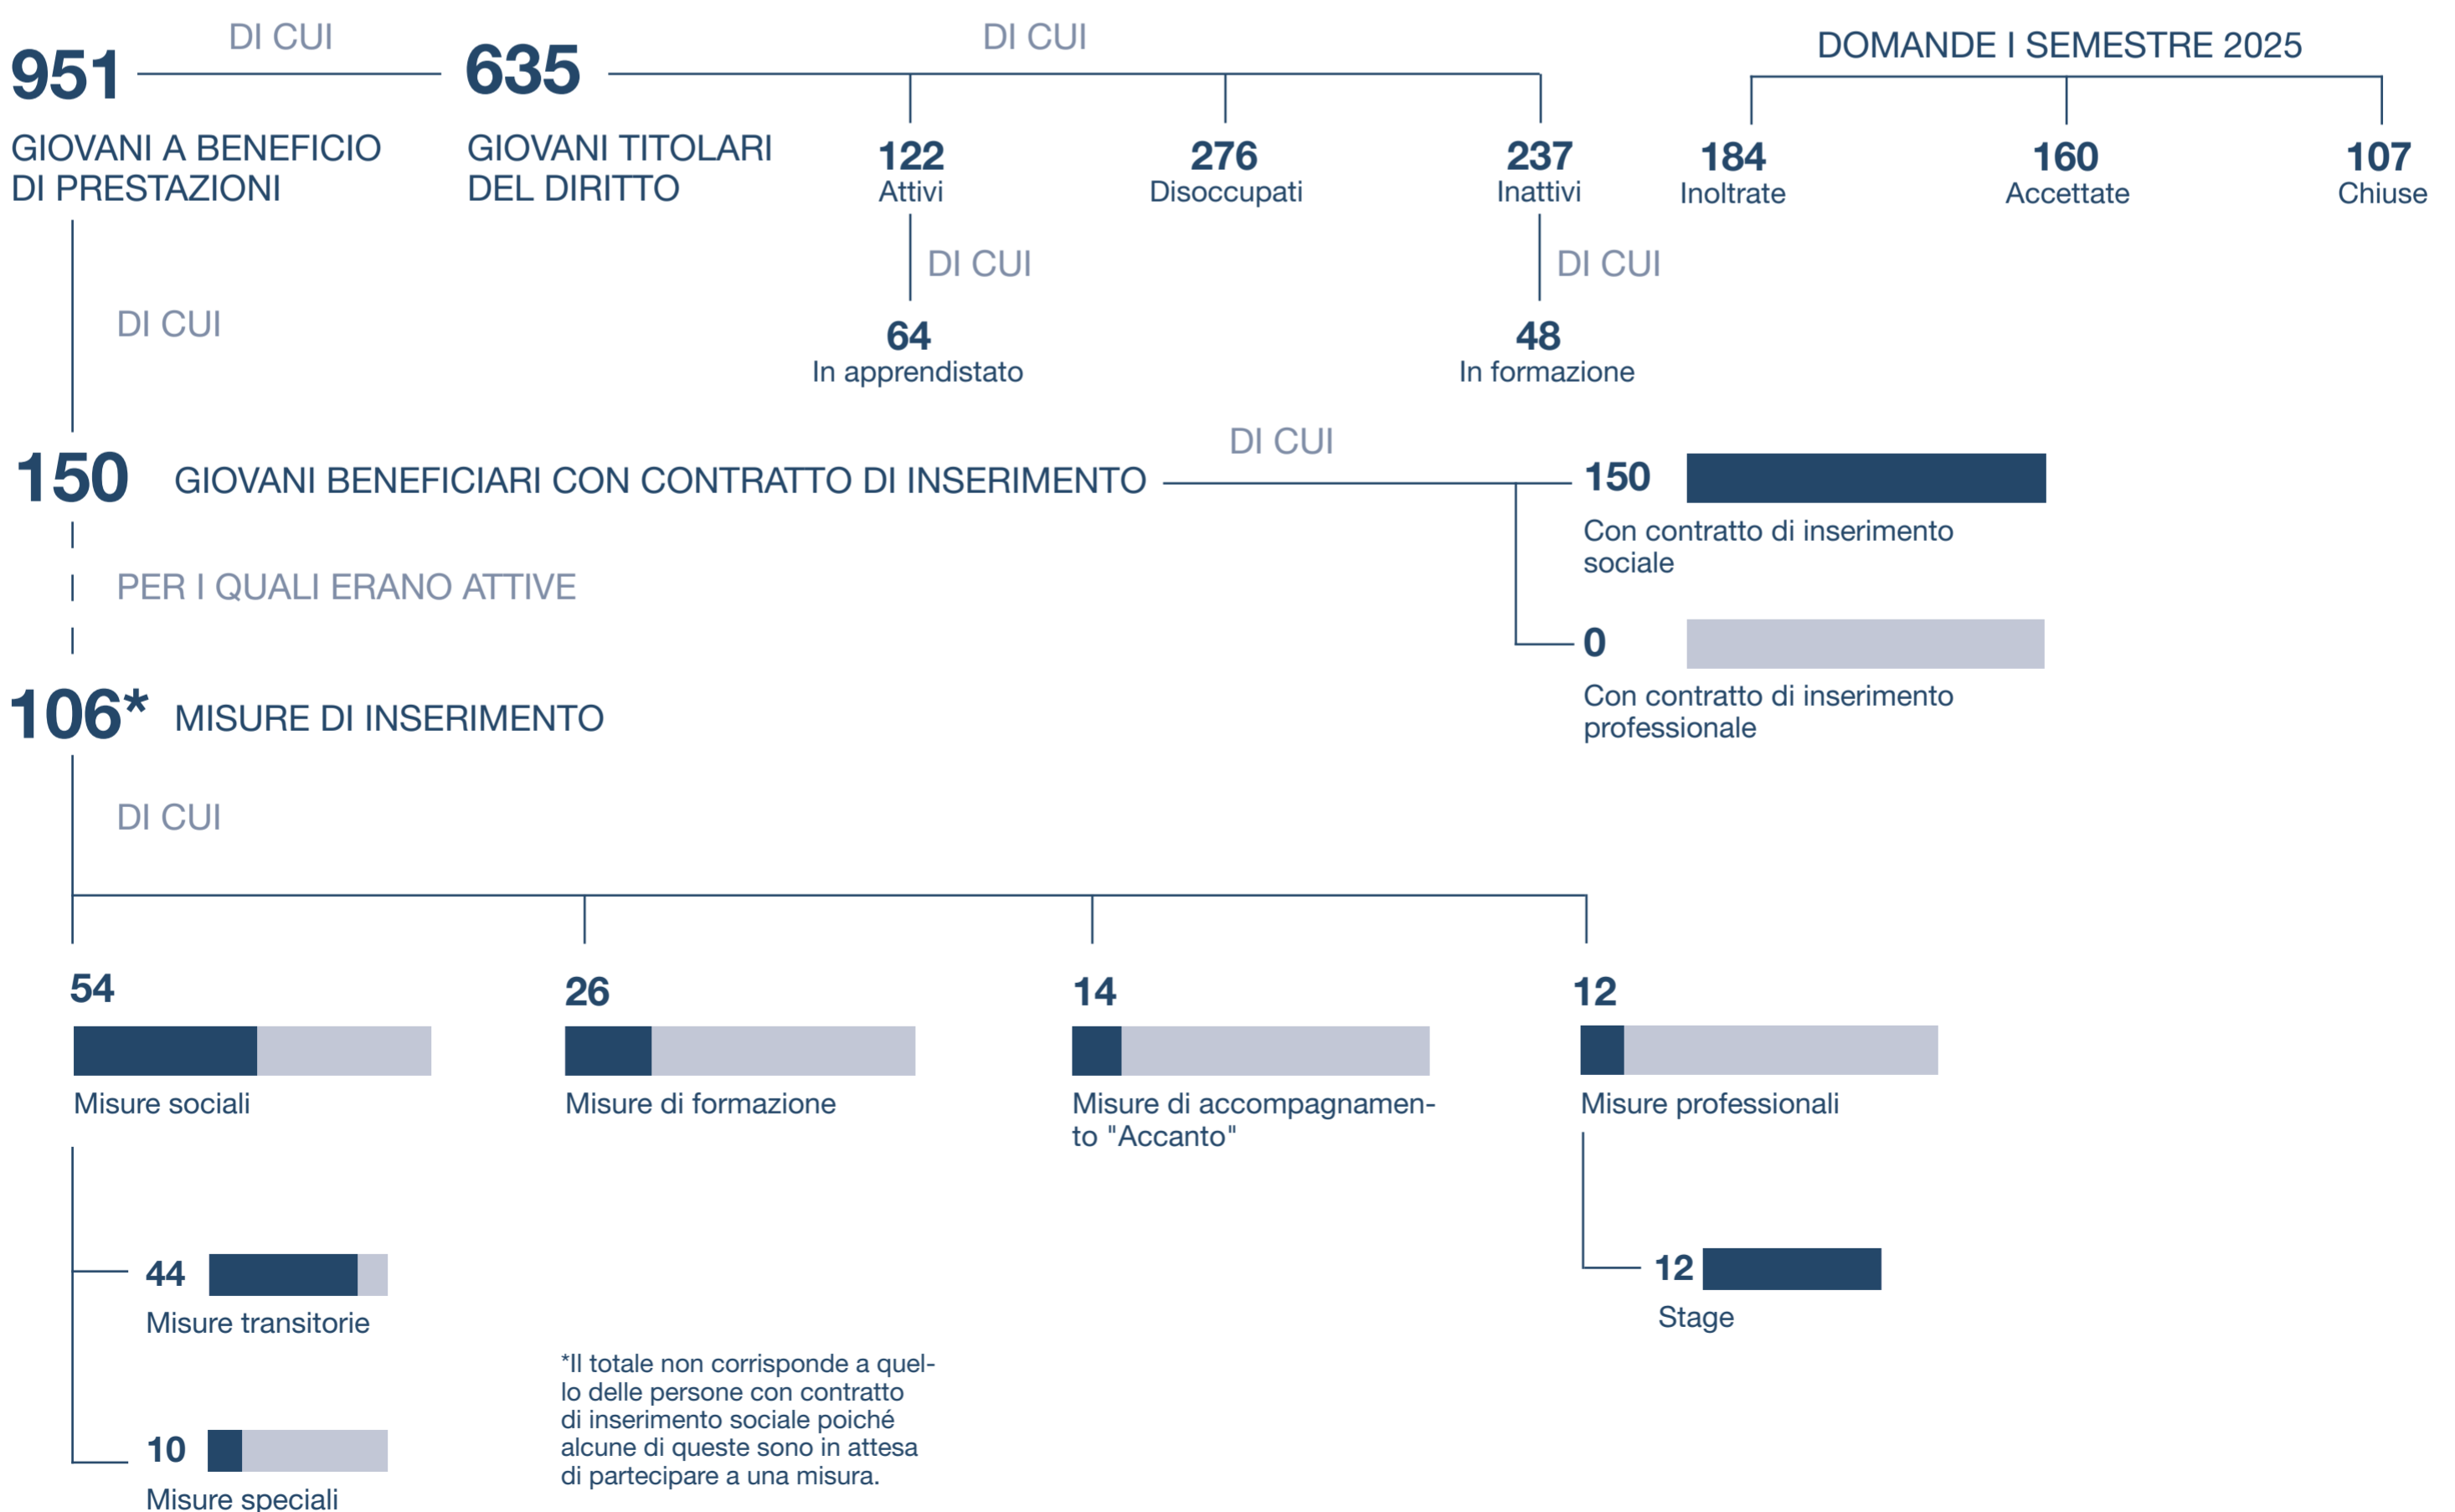 DI CUI
951
635
DI CUI
DOMANDE I SEMESTRE 2025
GIOVANI A BENEFICIO
DI PRESTAZIONI
GIOVANI TITOLARI
DEL DIRITTO
122
Attivi
276
Disoccupati
237
Inattivi
184
Inoltrate
160
Accettate
107
Chiuse
DI CUI
DI CUI
DI CUI
64
In apprendistato
48
In formazione
150
GIOVANI BENEFICIARI CON CONTRATTO DI INSERIMENTO
DI CUI
150
Con contratto di inserimento
sociale
PER I QUALI ERANO ATTIVE
0
Con contratto di inserimento
professionale
106*
MISURE DI INSERIMENTO
DI CUI
54
Misure sociali
26
Misure di formazione
14
Misure di accompagnamen-
to "Accanto"
12
Misure professionali
44
Misure transitorie
12
Stage
10
Misure speciali
*Il totale non corrisponde a quel-
lo delle persone con contratto
di inserimento sociale poiché
alcune di queste sono in attesa
di partecipare a una misura.